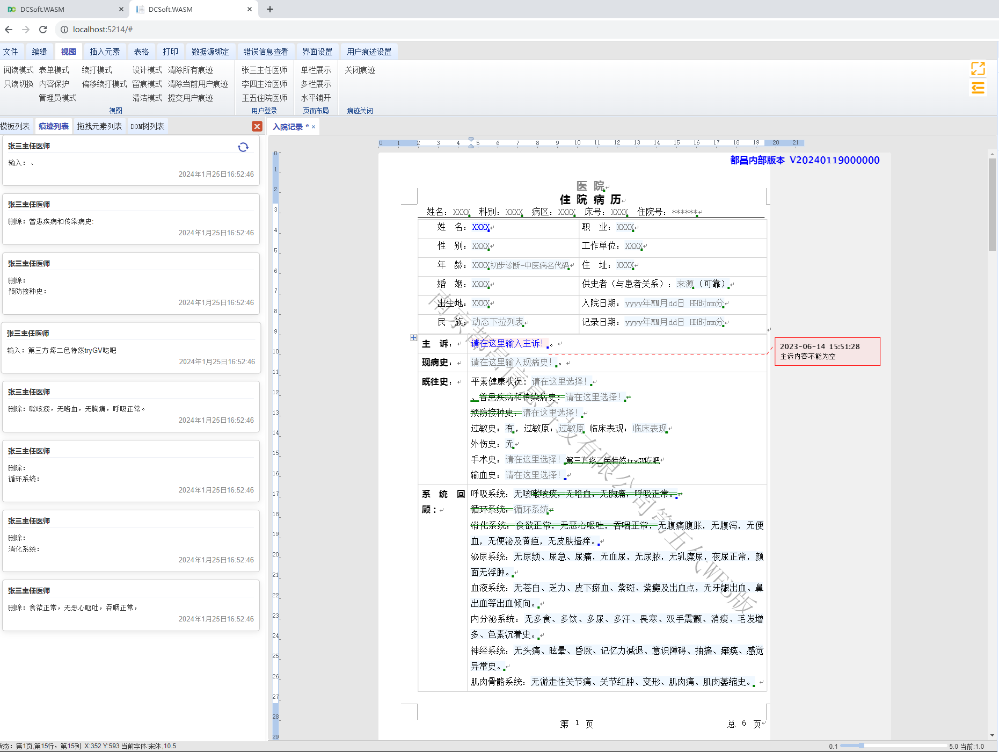 DCSoft.WASM
DCSoft.WASM
localhost:5214/#
文件 编辑 视图 插入元素 表格 打印 数据源绑定 错误信息查看 界面设置 用户痕迹设置
阅读模式 表单模式 续打模式 设计模式 清除所有痕迹 张三主任医师 单栏展示 关闭痕迹
只读切换 内容保护 偏移续打模式 留痕模式 清除当前用户痕迹 李四主治医师 多栏展示
管理员模式 清洁模式 提交用户痕迹 王五住院医师 水平铺开
视图 用户登录 页面布局 痕迹关闭
模板列表 痕迹列表 拖拽元素列表 DOM树列表
张三主任医师
输入：、
2024年1月25日16:52:46
张三主任医师
删除：曾患疾病和传染病史:
2024年1月25日16:52:46
张三主任医师
删除：
预防接种史：
2024年1月25日16:52:46
张三主任医师
输入：第三方疼二色特然tryGV吃吧
2024年1月25日16:52:46
张三主任医师
删除：嗽咳痰，无咯血，无胸痛，呼吸正常。
2024年1月25日16:52:46
张三主任医师
删除：
循环系统：
2024年1月25日16:52:46
张三主任医师
删除：
消化系统：
2024年1月25日16:52:46
张三主任医师
删除：食欲正常，无恶心呕吐，吞咽正常，
2024年1月25日16:52:46
入院记录 * ×
0 1 2 3 4 5 6 7 8 9 10 11 12 13 14 15 16 17 18 19 20 21
0
1
2
3
4
5
6
7
8
9
10
11
12
13
14
15
16
17
18
19
20
21
22
23
24
25
26
27
28
29
都昌内部版本 V20240119000000
医 院
住 院 病 历
姓名：XXXX 科别：XXXX 病区：XXXX 床号：XXXX 住院号：******
姓 名：XXXX 职 业：XXXX
性 别：XXXX 工作单位：XXXX
年 龄：XXXX初步诊断-中医病名代码 住 址：XXXX
婚 姻：XXXX 供史者（与患者关系）：来源（可靠）
出生地：XXXX 入院日期：yyyy年MM月dd日 HH时mm分
民 族：动态下拉列表 记录日期：yyyy年MM月dd日 HH时mm分
主 诉： 请在这里输入主诉！。
2023-06-14 15:51:28
主诉内容不能为空
现病史： 请在这里输入现病史！。
既往史： 平素健康状况：请在这里选择！
、曾患疾病和传染病史：请在这里选择！
预防接种史：请在这里选择！
过敏史：有，过敏原：过敏原 临床表现：临床表现
外伤史：无
手术史：请在这里选择！第三方疼二色特然tryGV吃吧
输血史：请在这里选择！
系 统 回 呼吸系统：无咳嗽咳痰，无咯血，无胸痛，呼吸正常。
顾： 循环系统：循环系统
消化系统：食欲正常，无恶心呕吐，吞咽正常，无腹痛腹胀，无腹泻，无便
血，无便泌及黄疸，无皮肤搔痒。
泌尿系统：无尿频、尿急、尿痛，无血尿，无尿脓，无乳糜尿，夜尿正常，颜
面无浮肿。
血液系统：无苍白、乏力、皮下瘀血、紫斑、紫癜及出血点，无牙龈出血、鼻
出血等出血倾向。
内分泌系统：无多食、多饮、多尿、多汗、畏寒、双手震颤、消瘦、毛发增
多、色素沉着史。
神经系统：无头痛、眩晕、昏厥、记忆力减退、意识障碍、抽搐、瘫痪、感觉
异常史。
肌肉骨骼系统：无游走性关节痛、关节红肿、变形、肌肉痛、肌肉萎缩史。
南京都昌信息开发有限公司第五代WEB版
第 1 页 总 6 页
状态：第1页,第15行，第15列. X:352 Y:593 当前字体:宋体,10.5
0.1 5.0 当前:1.0